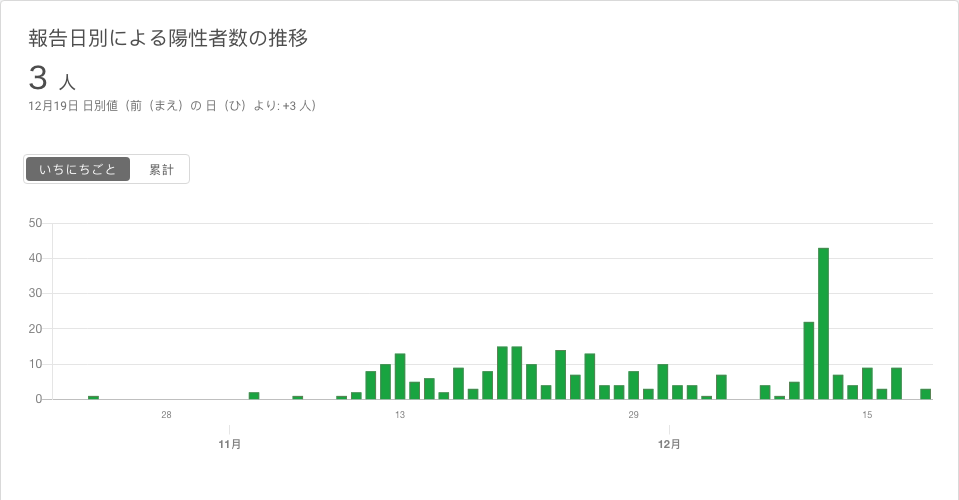 報告日別による陽性者数の推移
3 人
12月19日 日別値（前（まえ）の 日（ひ）より: +3 人）
いちにちごと 累計
50
40
30
20
10
0
28 13 29 15
11月 12月